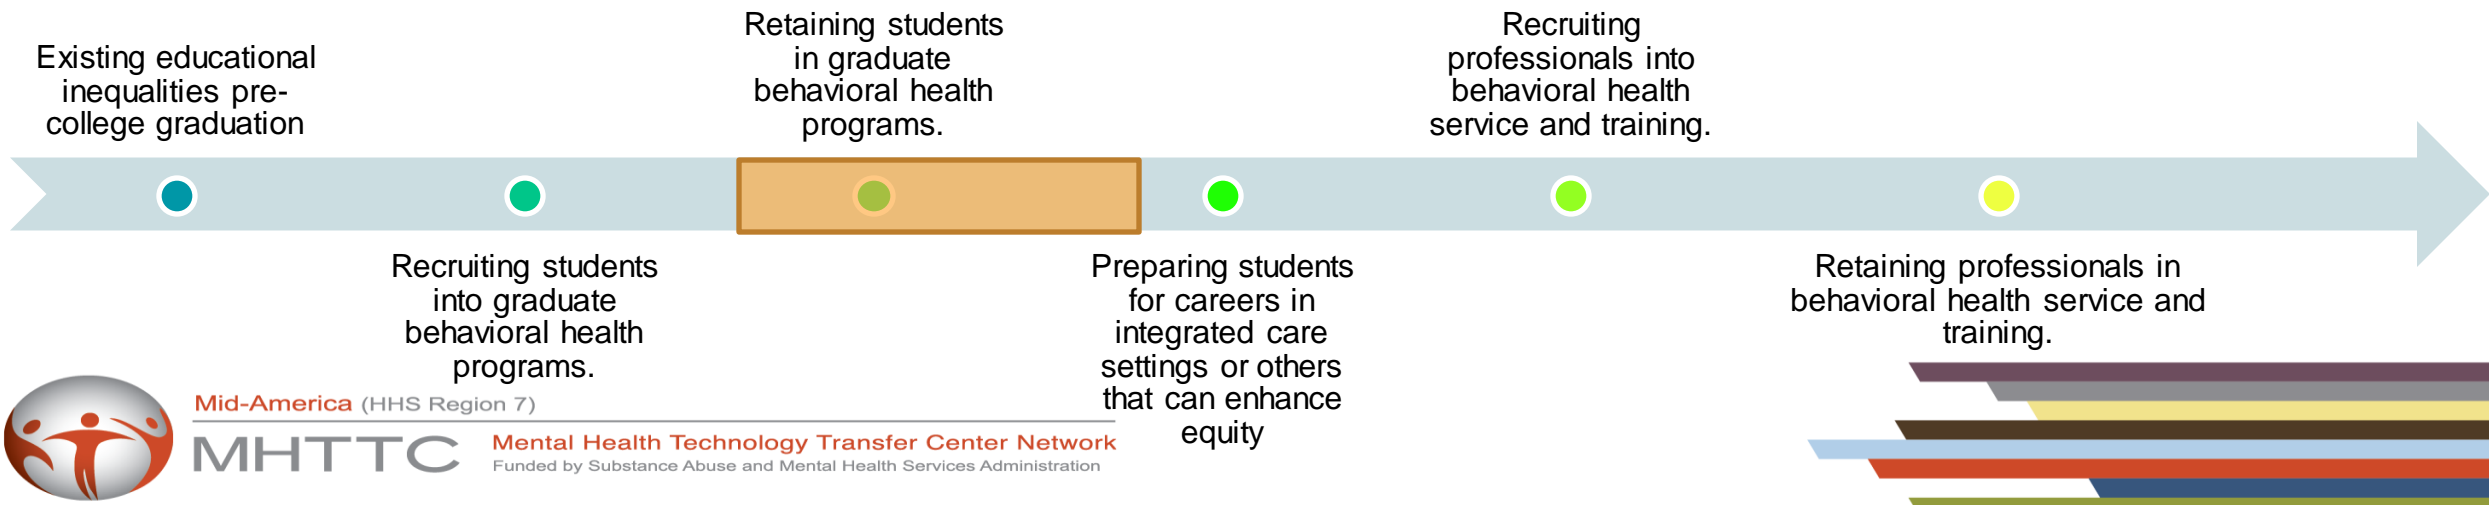 Existing educational
inequalities pre-
college graduation
Recruiting students
into graduate
behavioral health
programs.
Retaining students
in graduate
behavioral health
programs.
Preparing students
for careers in
integrated care
settings or others
that can enhance
equity
Recruiting
professionals into
behavioral health
service and training.
Retaining professionals in
behavioral health service and
training.
Mid-America (HHS Region 7)
MHTTC
Mental Health Technology Transfer Center Network
Funded by Substance Abuse and Mental Health Services Administration